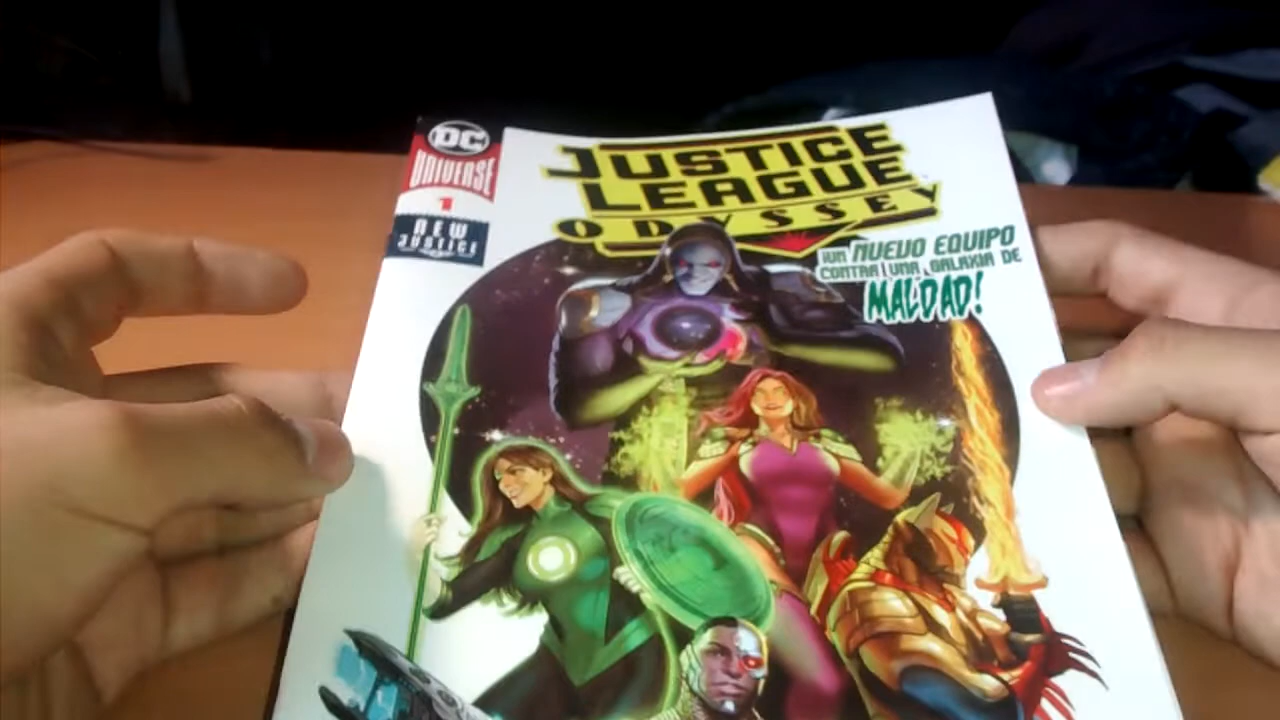 DC
UNIVERSE
1
NEW
JUSTICE
JUSTICE
LEAGUE
ODYSSEY
¡UN NUEVO EQUIPO
CONTRA UNA GALAXIA DE
MALDAD!